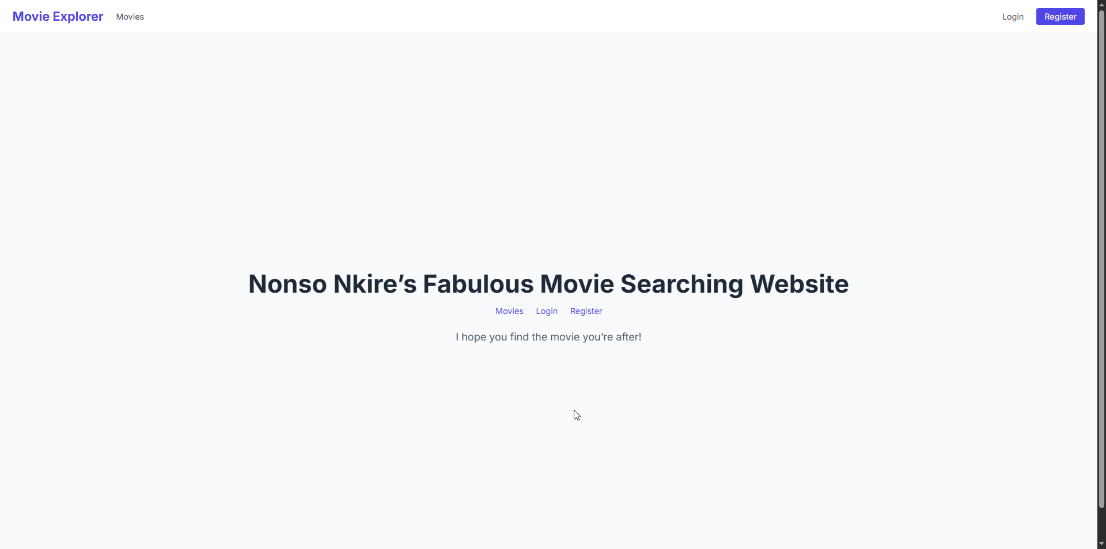 Movie Explorer Movies Login Register
Nonso Nkire’s Fabulous Movie Searching Website
Movies Login Register
I hope you find the movie you’re after!